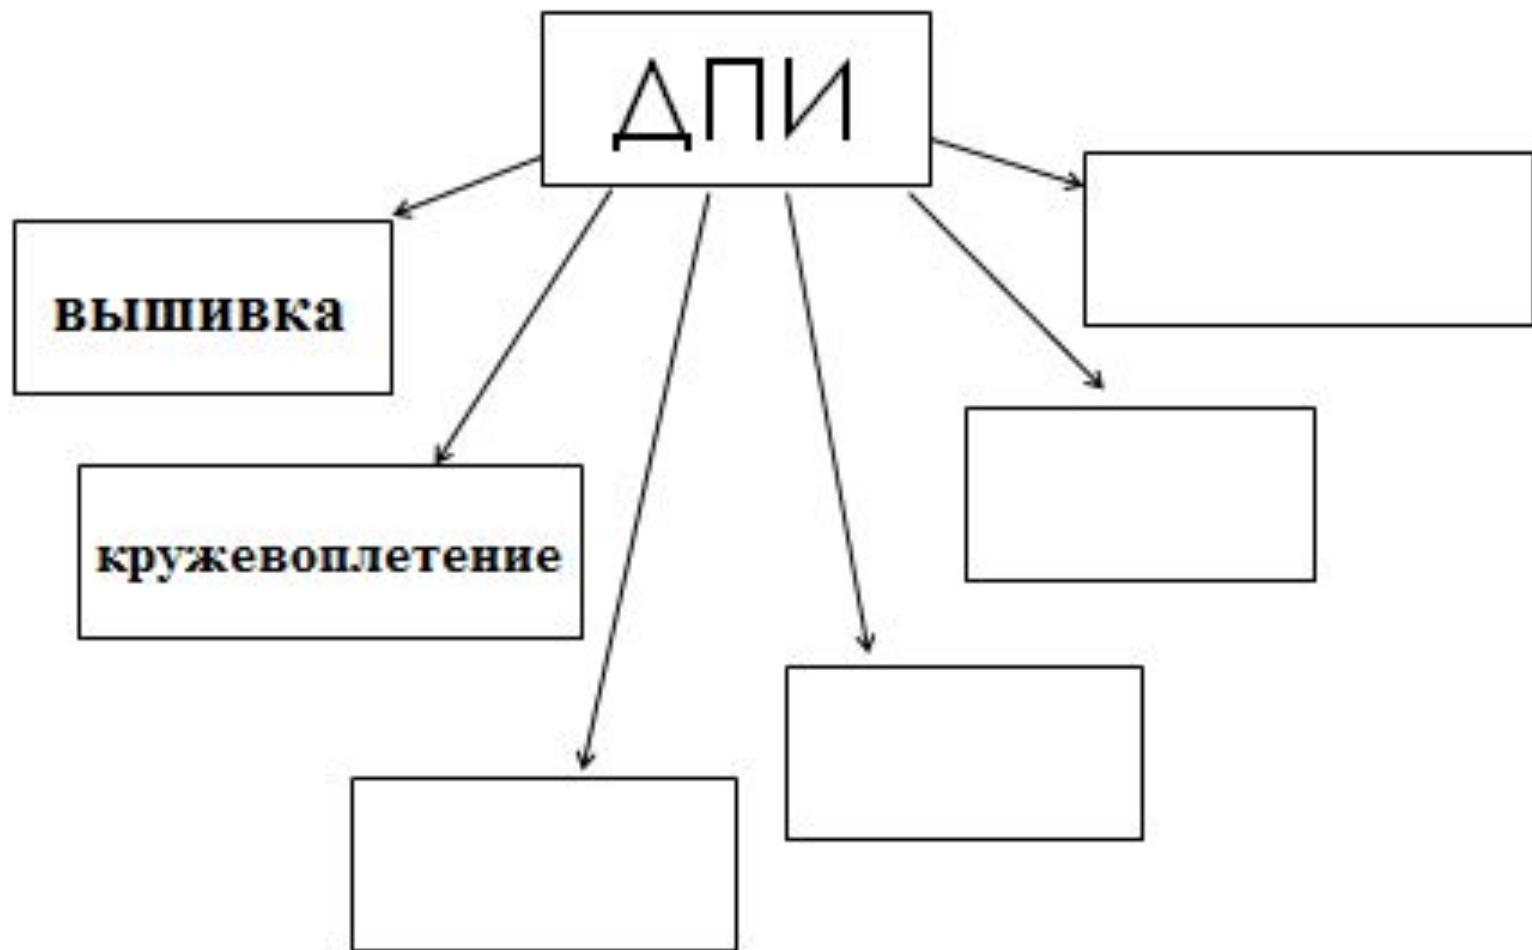 ДПИ
вышивка
кружевоплетение